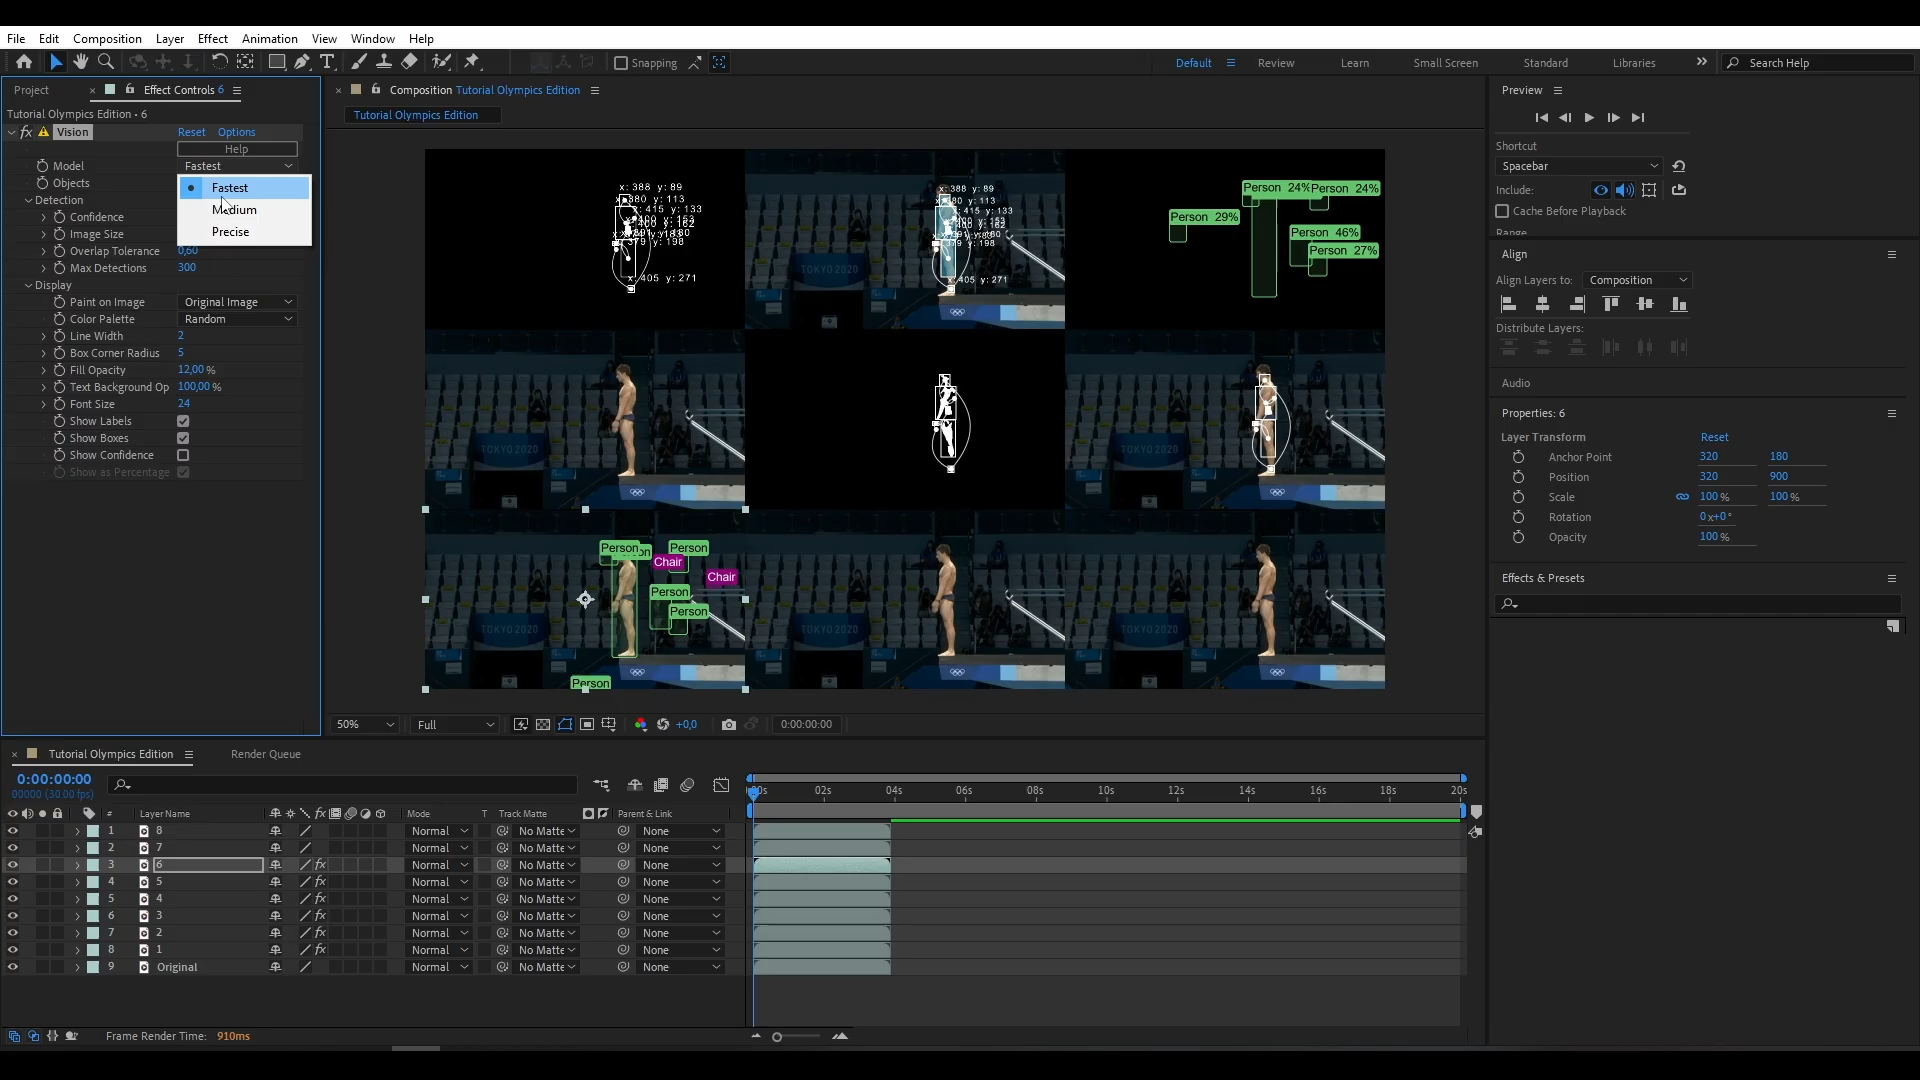 File Edit Composition Layer Effect Animation View Window Help
Snapping
Default Review Learn Small Screen Standard Libraries Search Help
Project Effect Controls 6
Tutorial Olympics Edition • 6
fx Vision Reset Options
Help
Model Fastest
Objects
Fastest
Medium
Precise
Detection
Confidence
Image Size
Overlap Tolerance 0,60
Max Detections 300
Display
Paint on Image Original Image
Color Palette Random
Line Width 2
Box Corner Radius 5
Fill Opacity 12,00 %
Text Background Op 100,00 %
Font Size 24
Show Labels
Show Boxes
Show Confidence
Show as Percentage
Composition Tutorial Olympics Edition
Tutorial Olympics Edition
x: 388 y: 89
x: 415 y: 133
x: 405 y: 271
x: 388 y: 89
x: 415 y: 133
x: 405 y: 271
TOKYO 2020
Person 24% Person 24%
Person 29%
Person 46%
Person 27%
TOKYO 2020
TOKYO 2020
Person Person
Chair
Chair
Person
Person
Person
TOKYO 2020
TOKYO 2020
TOKYO 2020
50% Full +0,0 0:00:00:00
Preview
Shortcut
Spacebar
Include:
Cache Before Playback
Range
Align
Align Layers to: Composition
Distribute Layers:
Audio
Properties: 6
Layer Transform Reset
Anchor Point 320 180
Position 320 900
Scale 100 % 100 %
Rotation 0x+0°
Opacity 100 %
Effects & Presets
Tutorial Olympics Edition Render Queue
0:00:00:00
00000 (30.00 fps)
# Layer Name fx Mode T Track Matte Parent & Link
02s 04s 06s 08s 10s 12s 14s 16s 18s 20s
1 8 Normal No Matte None
2 7 Normal No Matte None
3 6 fx Normal No Matte None
4 5 fx Normal No Matte None
5 4 fx Normal No Matte None
6 3 fx Normal No Matte None
7 2 fx Normal No Matte None
8 1 fx Normal No Matte None
9 Original Normal No Matte None
Frame Render Time: 910ms